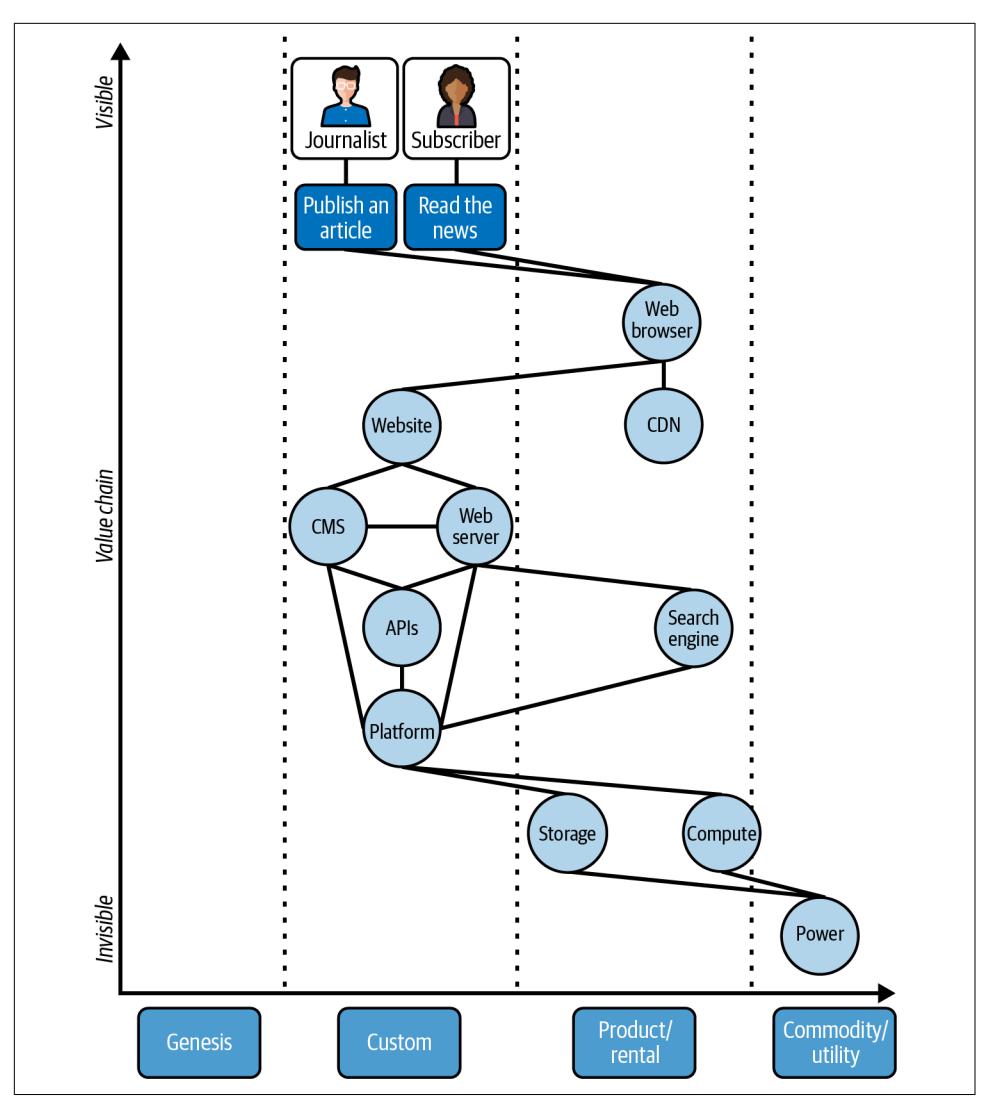 Visible
Journalist
Subscriber
Publish an
article
Read the
news
Web
browser
Website
CDN
Value chain
CMS
Web
server
APIs
Search
engine
Platform
Storage
Compute
Invisible
Power
Genesis
Custom
Product/
rental
Commodity/
utility